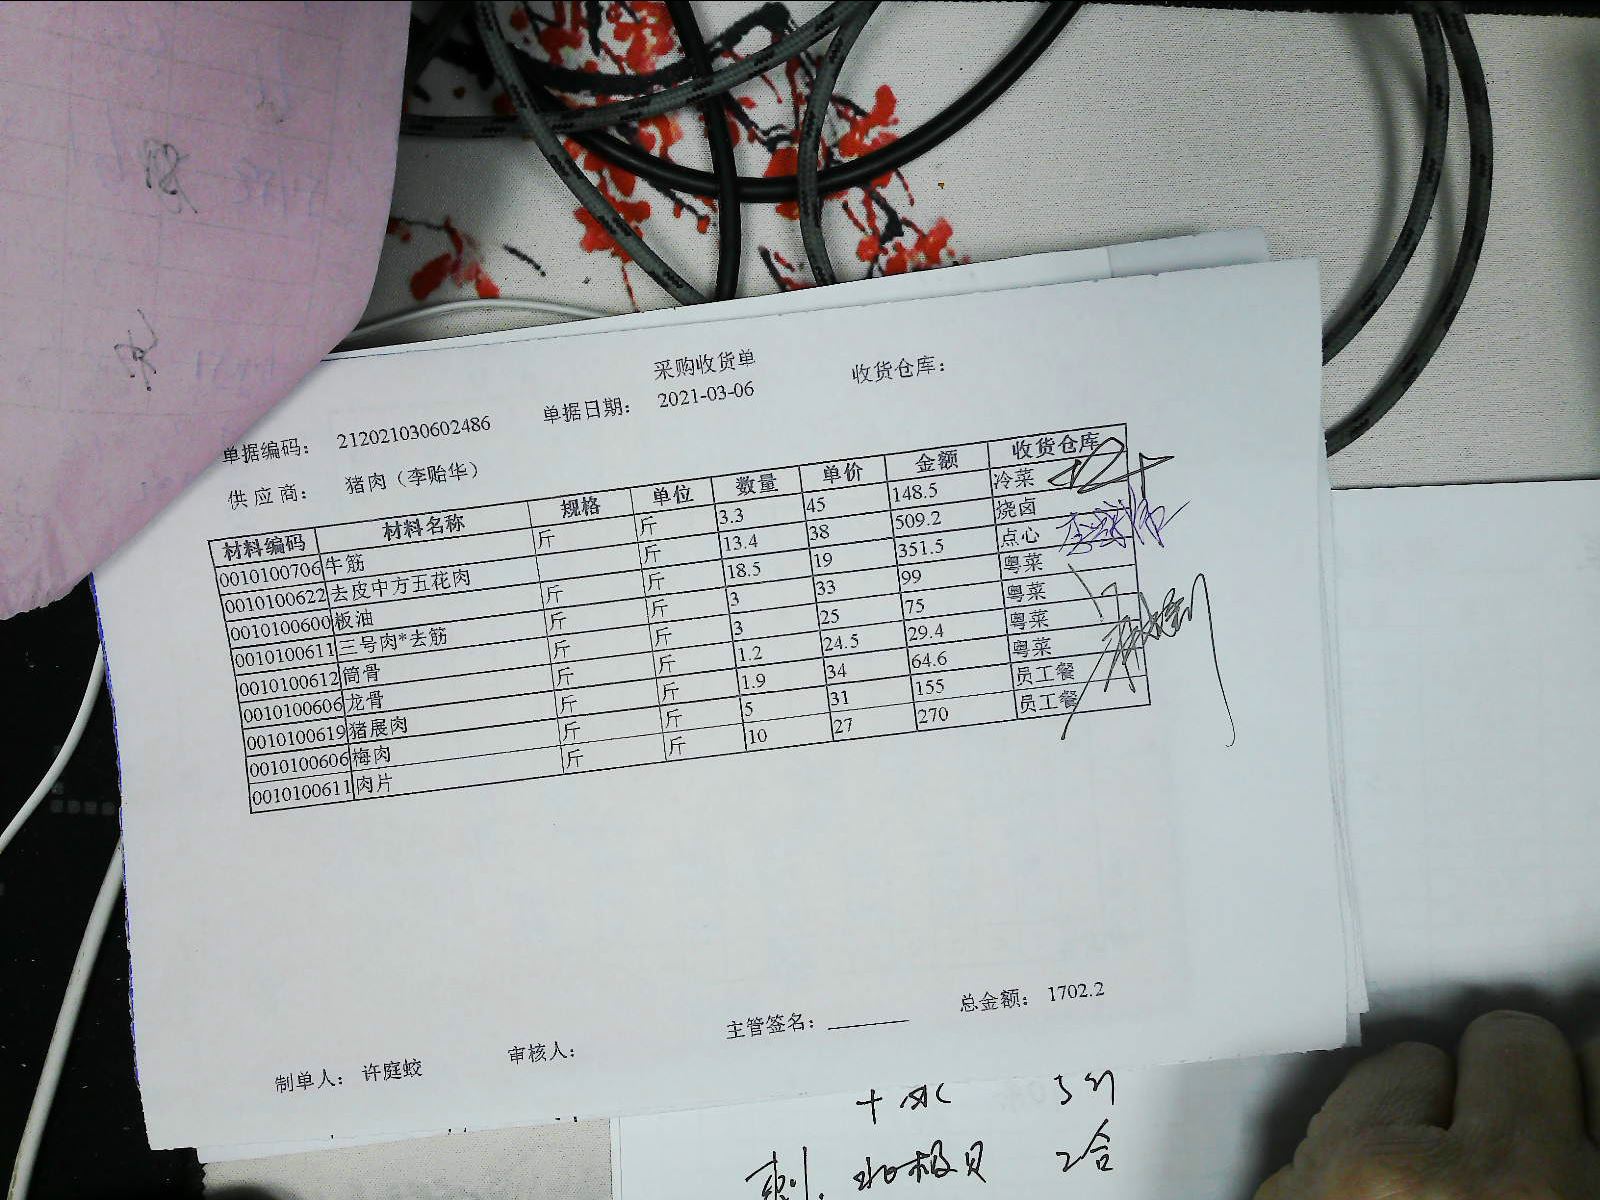 采购收货单
单据编码： 212021030602486 单据日期： 2021-03-06 收货仓库：
供应商： 猪肉（李贻华）
材料编码 材料名称 规格 单位 数量 单价 金额 收货仓库
0010100706 牛筋 斤 斤 3.3 45 148.5 冷菜
0010100622 去皮中方五花肉 斤 13.4 38 509.2 烧卤
0010100600 板油 斤 斤 18.5 19 351.5 点心
0010100611 三号肉*去筋 斤 斤 3 33 99 粤菜
0010100612 筒骨 斤 斤 3 25 75 粤菜
0010100606 龙骨 斤 斤 1.2 24.5 29.4 粤菜
0010100619 猪展肉 斤 斤 1.9 34 64.6 粤菜
0010100606 梅肉 斤 斤 5 31 155 员工餐
0010100611 肉片 斤 斤 10 27 270 员工餐
主管签名： 总金额： 1702.2
制单人： 许庭蛟 审核人：
北极贝 2合